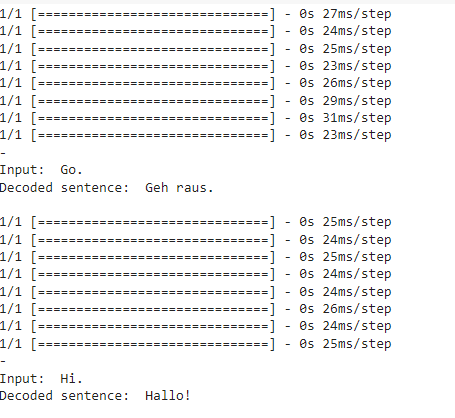 1/1 [==============================] - 0s 27ms/step
1/1 [==============================] - 0s 24ms/step
1/1 [==============================] - 0s 25ms/step
1/1 [==============================] - 0s 23ms/step
1/1 [==============================] - 0s 26ms/step
1/1 [==============================] - 0s 29ms/step
1/1 [==============================] - 0s 31ms/step
1/1 [==============================] - 0s 23ms/step
-
Input:  Go.
Decoded sentence:  Geh raus.
1/1 [==============================] - 0s 25ms/step
1/1 [==============================] - 0s 24ms/step
1/1 [==============================] - 0s 25ms/step
1/1 [==============================] - 0s 24ms/step
1/1 [==============================] - 0s 24ms/step
1/1 [==============================] - 0s 26ms/step
1/1 [==============================] - 0s 24ms/step
1/1 [==============================] - 0s 25ms/step
-
Input:  Hi.
Decoded sentence:  Hallo!